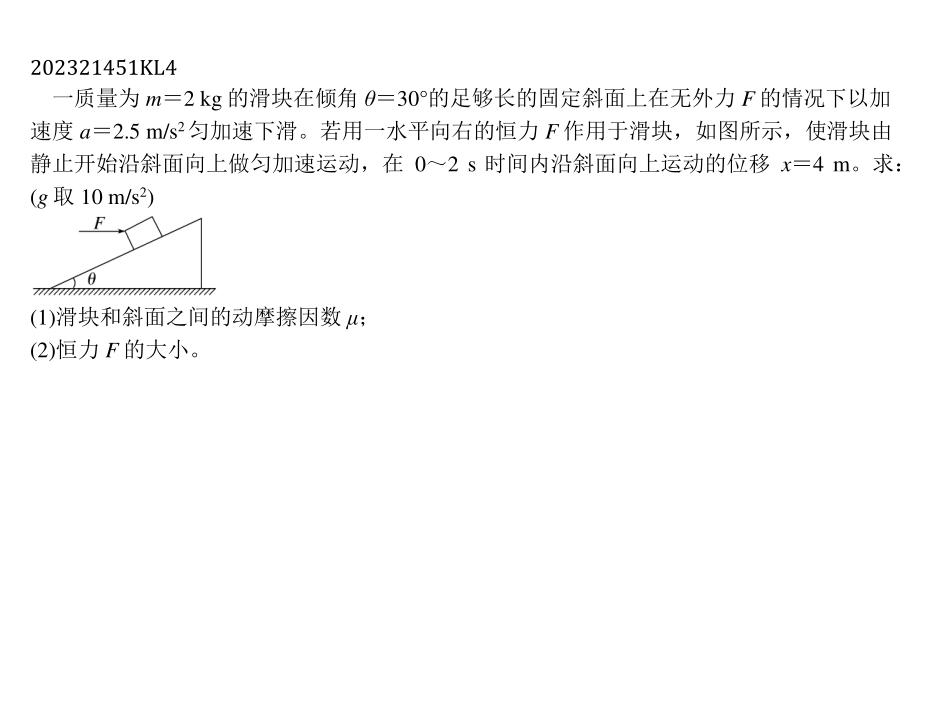 202321451KL4
一质量为 m＝2 kg 的滑块在倾角 θ＝30°的足够长的固定斜面上在无外力 F 的情况下以加
速度 a＝2.5 m/s²匀加速下滑。若用一水平向右的恒力 F 作用于滑块，如图所示，使滑块由
静止开始沿斜面向上做匀加速运动，在 0～2 s 时间内沿斜面向上运动的位移 x＝4 m。求：
(g 取 10 m/s²)
F
θ
(1)滑块和斜面之间的动摩擦因数 μ；
(2)恒力 F 的大小。